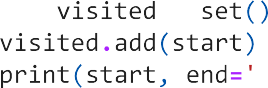 visited   set()
visited.add(start)
print(start, end='